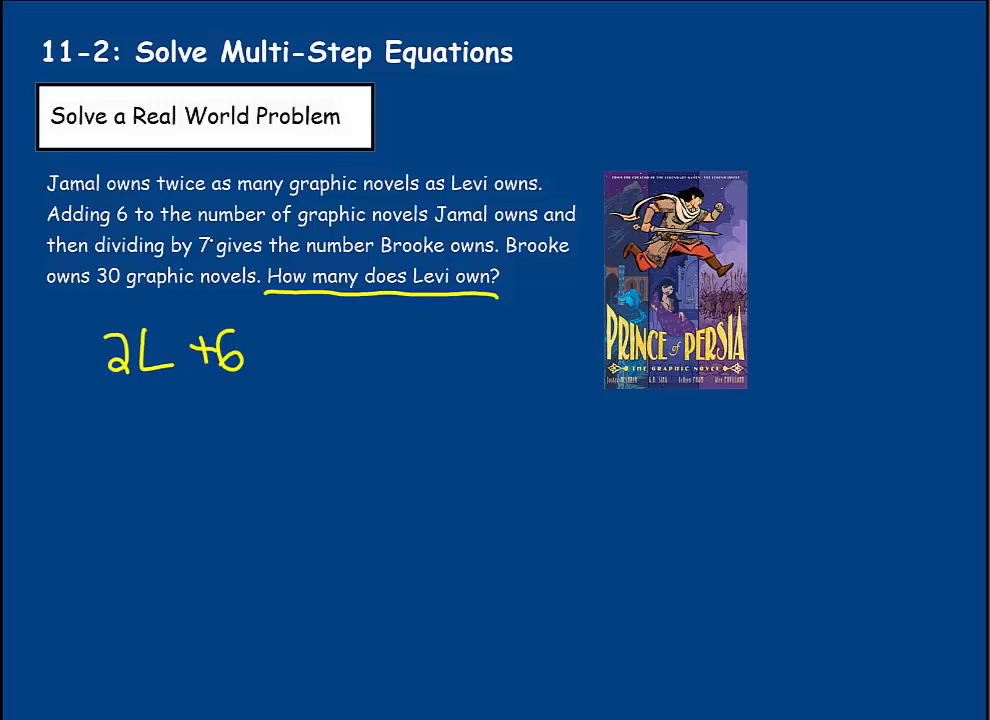 11-2: Solve Multi-Step Equations
Solve a Real World Problem
Jamal owns twice as many graphic novels as Levi owns.
Adding 6 to the number of graphic novels Jamal owns and
then dividing by 7 gives the number Brooke owns. Brooke
owns 30 graphic novels. How many does Levi own?
2L +6
PRINCE of PERSIA
THE GRAPHIC NOVEL